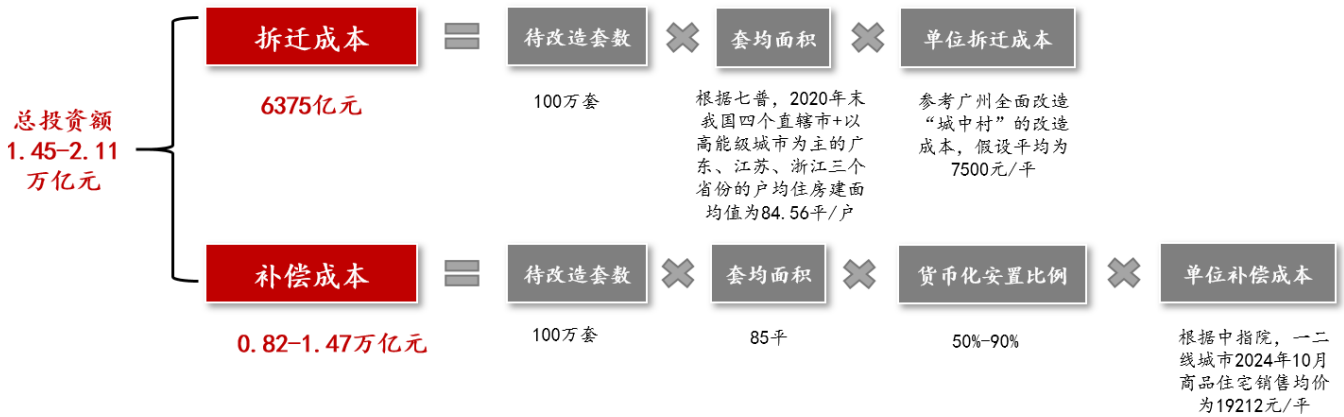 总投资额
1.45-2.11
万亿元
拆迁成本
待改造套数
套均面积
单位拆迁成本
6375亿元
100万套
根据七普，2020年末
我国四个直辖市+以
高能级城市为主的广
东、江苏、浙江三个
省份的户均住房建面
均值为84.56平/户
参考广州全面改造
“城中村”的改造
成本，假设平均为
7500元/平
补偿成本
待改造套数
套均面积
货币化安置比例
单位补偿成本
0.82-1.47万亿元
100万套
85平
50%-90%
根据中指院，一二
线城市2024年10月
商品住宅销售均价
为19212元/平